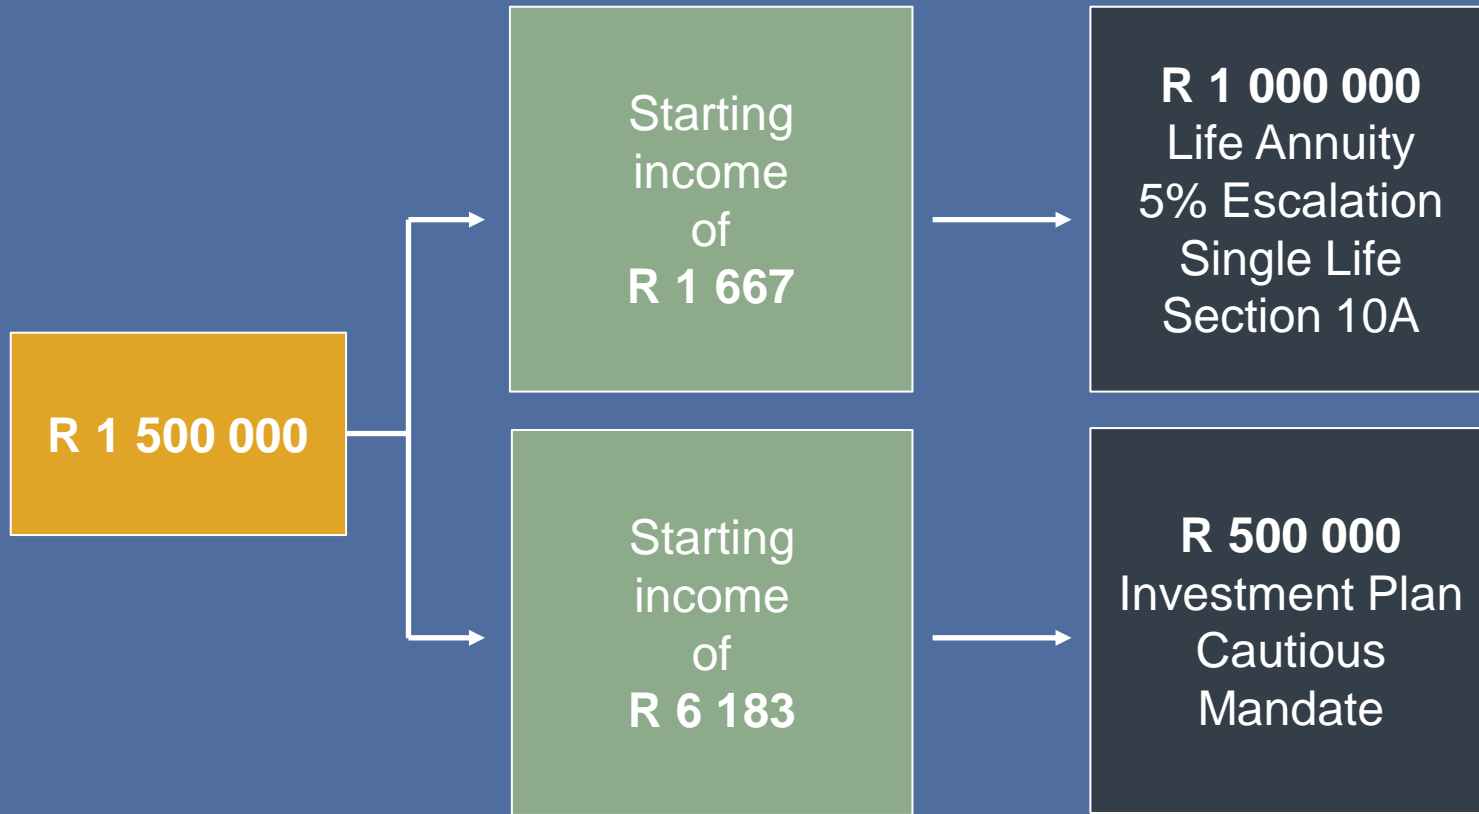 R 1 500 000
Starting
income
of
R 1 667
R 1 000 000
Life Annuity
5% Escalation
Single Life
Section 10A
Starting
income
of
R 6 183
R 500 000
Investment Plan
Cautious
Mandate